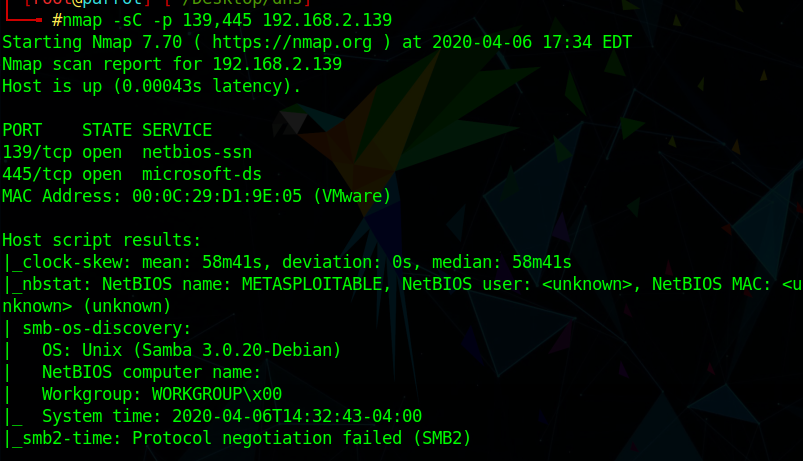 [root@parrot]─[~/Desktop/dns]
#nmap -sC -p 139,445 192.168.2.139
Starting Nmap 7.70 ( https://nmap.org ) at 2020-04-06 17:34 EDT
Nmap scan report for 192.168.2.139
Host is up (0.00043s latency).
PORT    STATE SERVICE
139/tcp open  netbios-ssn
445/tcp open  microsoft-ds
MAC Address: 00:0C:29:D1:9E:05 (VMware)
Host script results:
|_clock-skew: mean: 58m41s, deviation: 0s, median: 58m41s
|_nbstat: NetBIOS name: METASPLOITABLE, NetBIOS user: <unknown>, NetBIOS MAC: <u
nknown> (unknown)
| smb-os-discovery:
|   OS: Unix (Samba 3.0.20-Debian)
|   NetBIOS computer name:
|   Workgroup: WORKGROUP\x00
|_  System time: 2020-04-06T14:32:43-04:00
|_smb2-time: Protocol negotiation failed (SMB2)